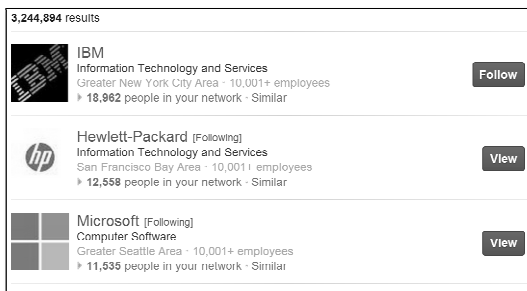 3,244,894 results
IBM
IBM
Information Technology and Services
Greater New York City Area · 10,001+ employees
18,962 people in your network · Similar
Follow
hp
Hewlett-Packard [Following]
Information Technology and Services
San Francisco Bay Area · 10,001+ employees
12,558 people in your network · Similar
View
Microsoft [Following]
Computer Software
Greater Seattle Area · 10,001+ employees
11,535 people in your network · Similar
View